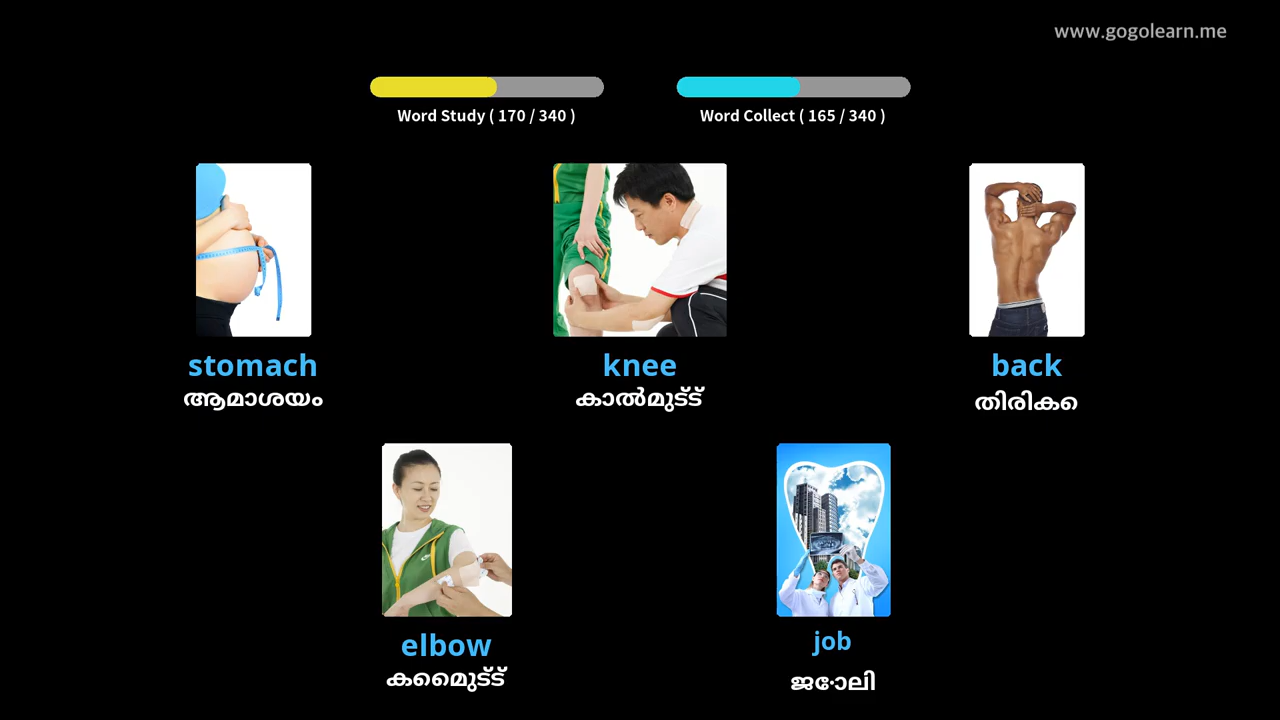 www.gogolearn.me
Word Study ( 170 / 340 )
Word Collect ( 165 / 340 )
stomach
ആമാശയം
knee
കാൽമുട്ട്
back
തിരികെ
elbow
കൈമുട്ട്
job
ജോലി